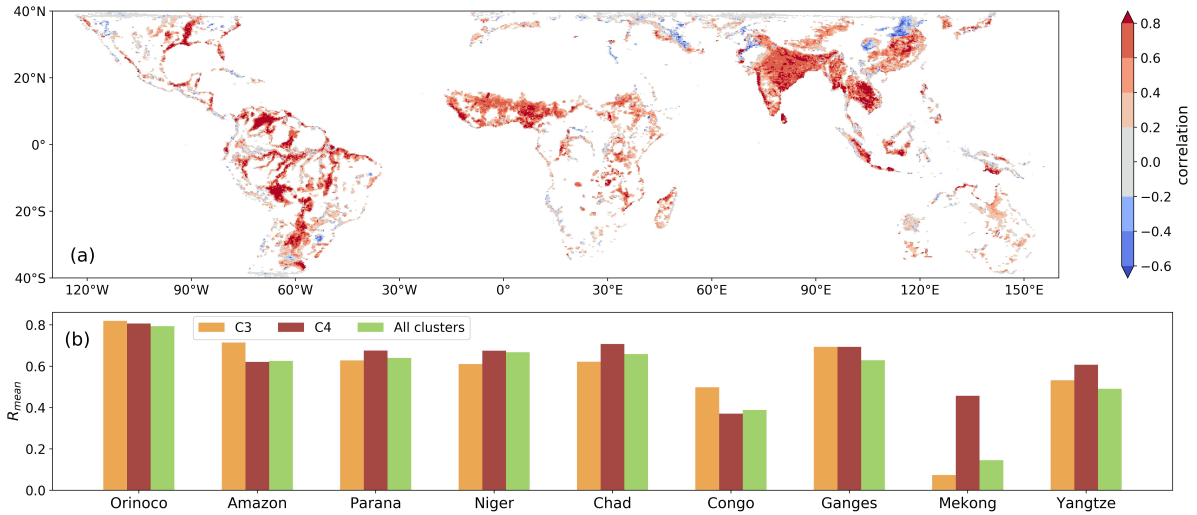 40°N
20°N
0°
20°S
40°S
(a)
120°W 90°W 60°W 30°W 0° 30°E 60°E 90°E 120°E 150°E
0.8
0.6
0.4
0.2
0.0
−0.2
−0.4
−0.6
correlation
(b)
C3 C4 All clusters
0.8
0.6
0.4
0.2
0.0
Rmean
Orinoco Amazon Parana Niger Chad Congo Ganges Mekong Yangtze